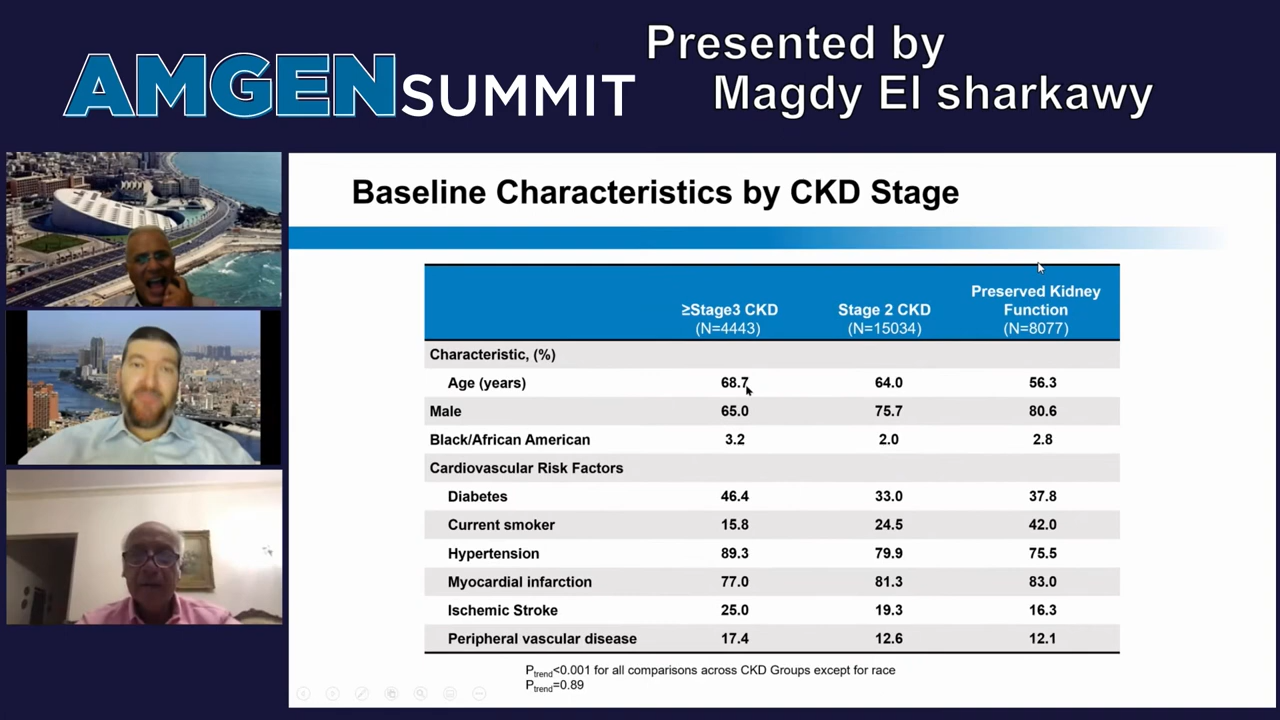 AMGEN SUMMIT
Presented by
Magdy El sharkawy
Baseline Characteristics by CKD Stage
≥Stage3 CKD (N=4443) Stage 2 CKD (N=15034) Preserved Kidney Function (N=8077)
Characteristic, (%)
Age (years) 68.7 64.0 56.3
Male 65.0 75.7 80.6
Black/African American 3.2 2.0 2.8
Cardiovascular Risk Factors
Diabetes 46.4 33.0 37.8
Current smoker 15.8 24.5 42.0
Hypertension 89.3 79.9 75.5
Myocardial infarction 77.0 81.3 83.0
Ischemic Stroke 25.0 19.3 16.3
Peripheral vascular disease 17.4 12.6 12.1
Ptrend<0.001 for all comparisons across CKD Groups except for race
Ptrend=0.89